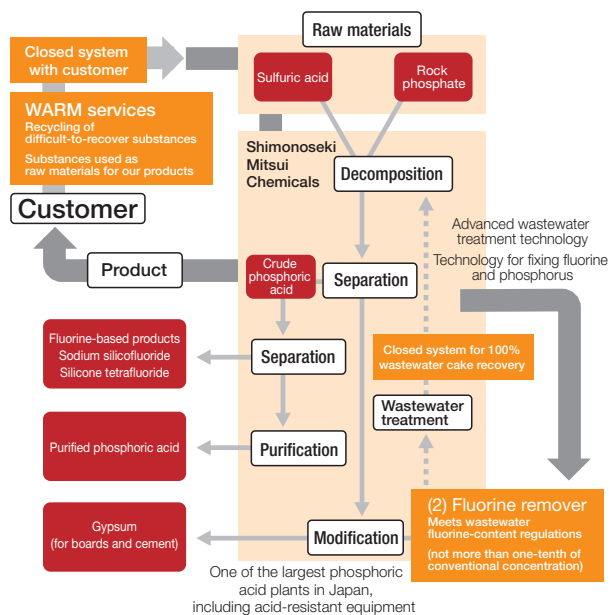 Raw materials
Closed system
with customer
Sulfuric acid
Rock
phosphate
WARM services
Recycling of
difficult-to-recover substances
Substances used as
raw materials for our products
Shimonoseki
Mitsui
Chemicals
Decomposition
Customer
Advanced wastewater
treatment technology
Technology for fixing fluorine
and phosphorus
Product
Crude
phosphoric
acid
Separation
Fluorine-based products
Sodium silicofluoride
Silicone tetrafluoride
Separation
Closed system for 100%
wastewater cake recovery
Wastewater
treatment
Purified phosphoric acid
Purification
(2) Fluorine remover
Meets wastewater
fluorine-content regulations
(not more than one-tenth of
conventional concentration)
Gypsum
(for boards and cement)
Modification
One of the largest phosphoric
acid plants in Japan,
including acid-resistant equipment